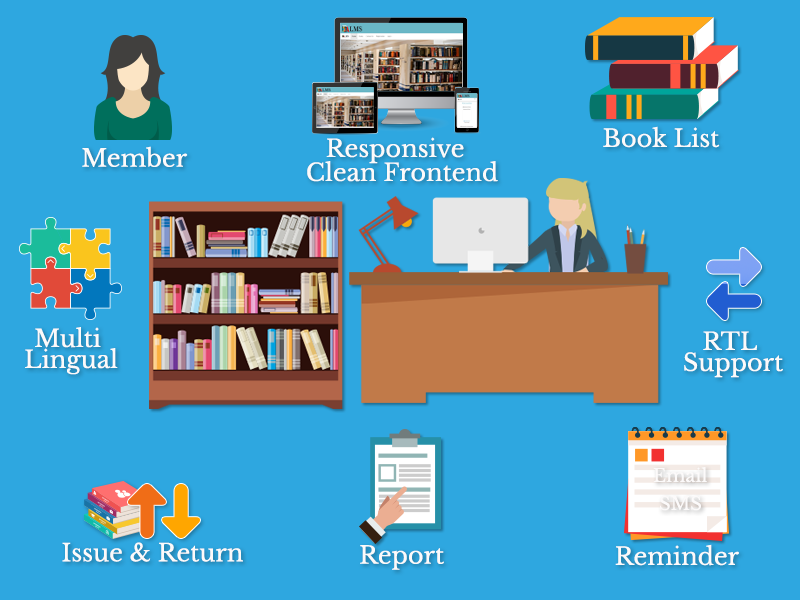 LMS
Member
Responsive
Clean Frontend
Book List
Multi
Lingual
RTL
Support
Email
SMS
Issue & Return
Report
Reminder